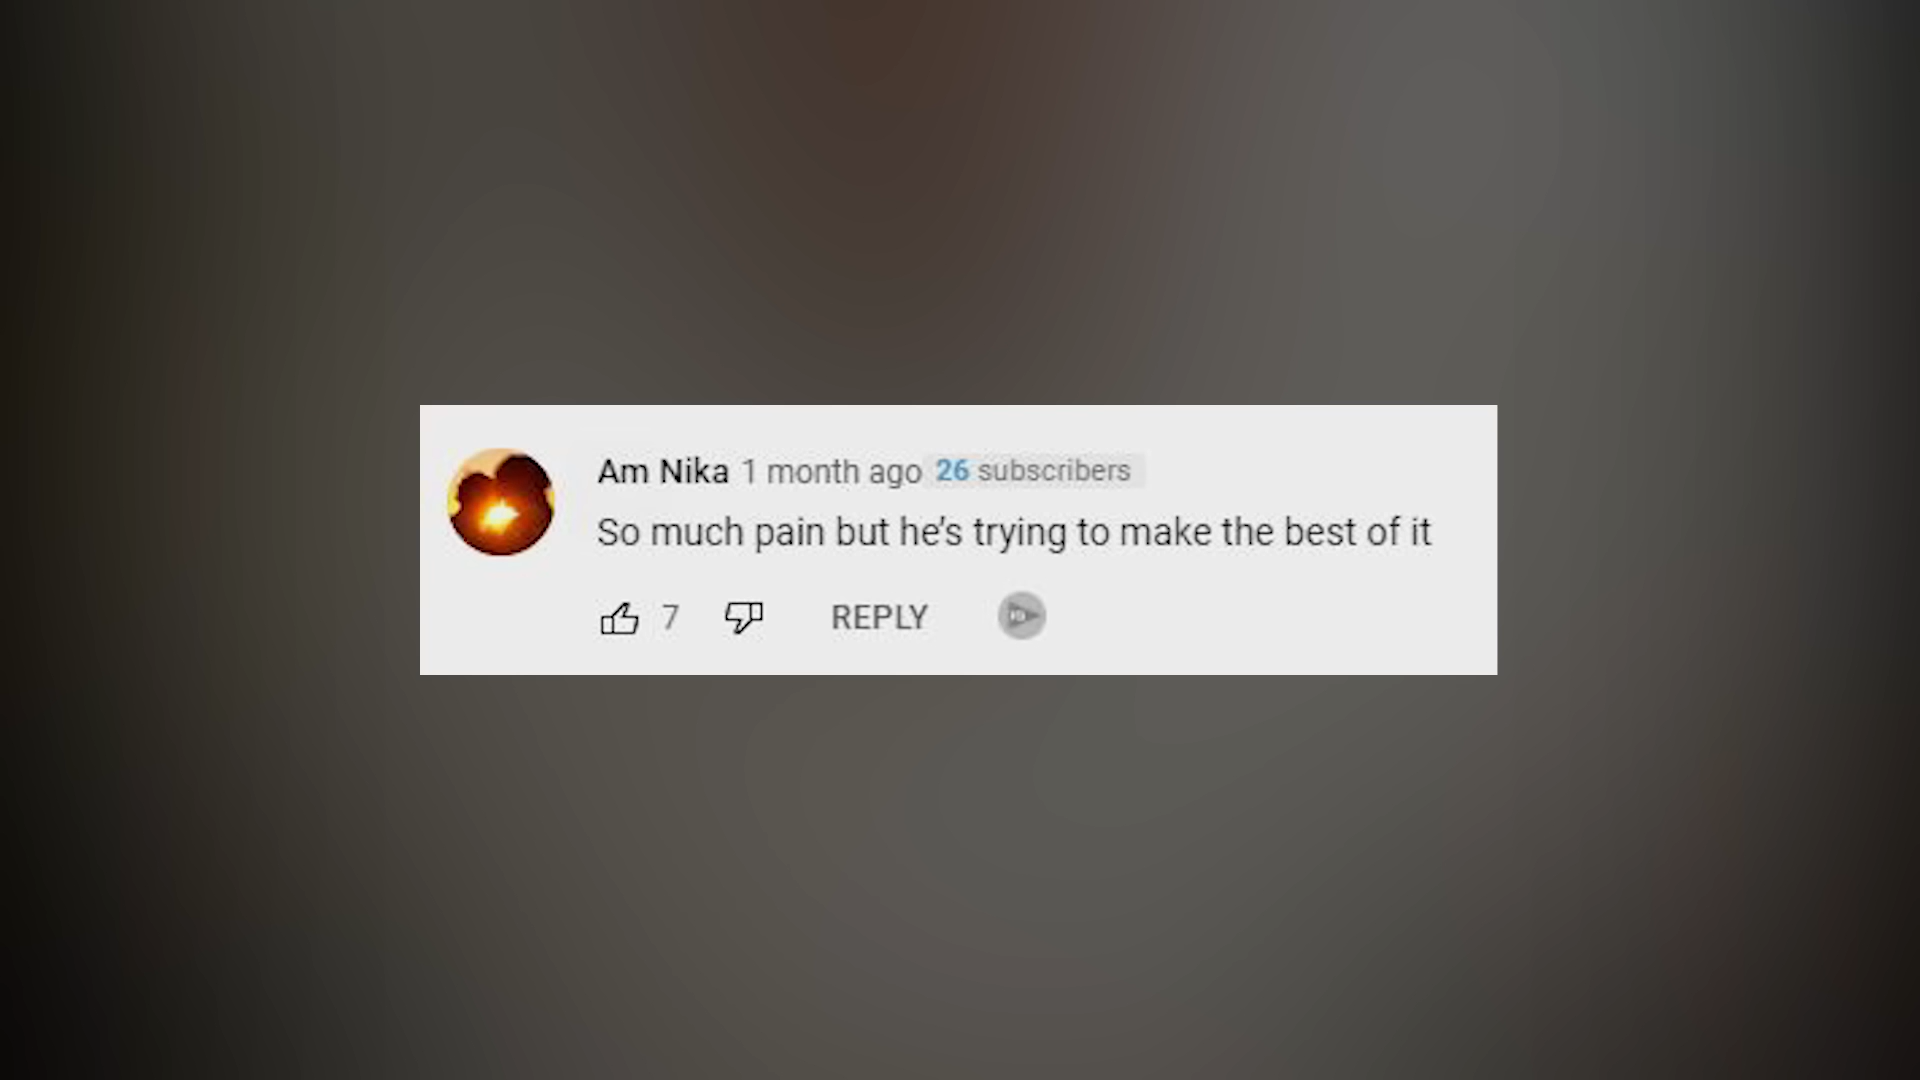 Am Nika 1 month ago 26 subscribers
So much pain but he's trying to make the best of it
7 REPLY